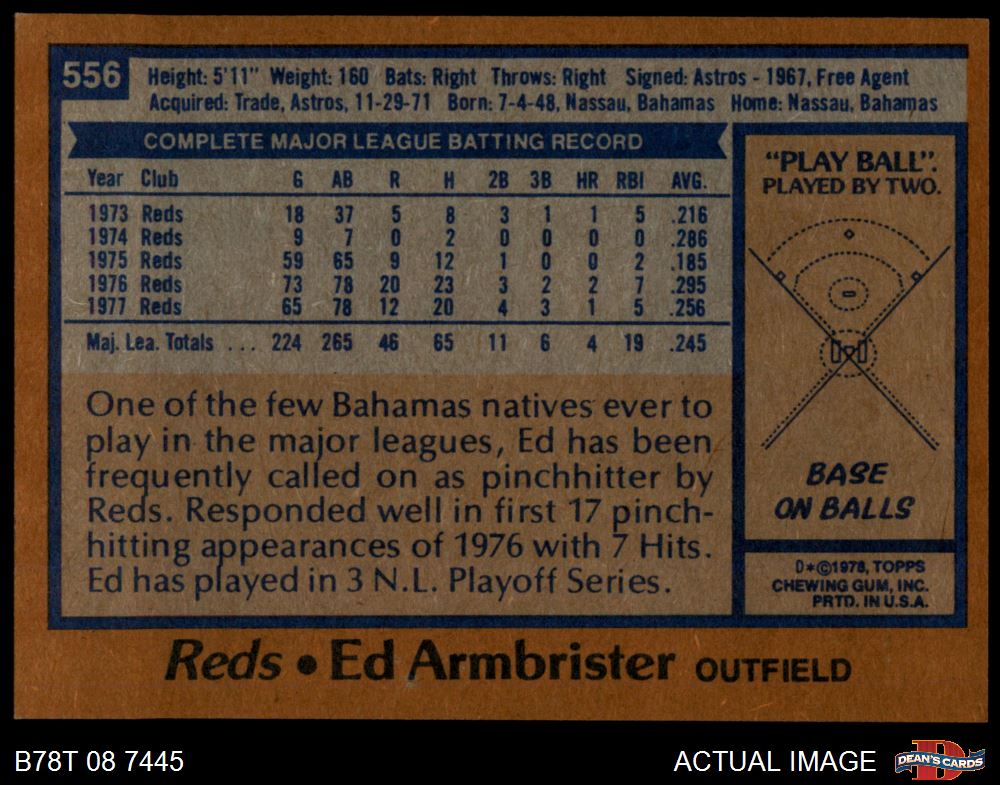 556
Height: 5'11" Weight: 160 Bats: Right Throws: Right Signed: Astros - 1967, Free Agent
Acquired: Trade, Astros, 11-29-71 Born: 7-4-48, Nassau, Bahamas Home: Nassau, Bahamas
COMPLETE MAJOR LEAGUE BATTING RECORD
Year Club G AB R H 2B 3B HR RBI AVG.
1973 Reds 18 37 5 8 3 1 1 5 .216
1974 Reds 9 7 0 2 0 0 0 0 .286
1975 Reds 59 65 9 12 1 0 0 2 .185
1976 Reds 73 78 20 23 3 2 2 7 .295
1977 Reds 65 78 12 20 4 3 1 5 .256
Maj. Lea. Totals ... 224 265 46 65 11 6 4 19 .245
One of the few Bahamas natives ever to
play in the major leagues, Ed has been
frequently called on as pinchhitter by
Reds. Responded well in first 17 pinch-
hitting appearances of 1976 with 7 Hits.
Ed has played in 3 N.L. Playoff Series.
"PLAY BALL".
PLAYED BY TWO.
BASE
ON BALLS
D*©1978, TOPPS
CHEWING GUM, INC.
PRTD. IN U.S.A.
Reds • Ed Armbrister OUTFIELD
B78T 08 7445
ACTUAL IMAGE
D
DEAN'S CARDS